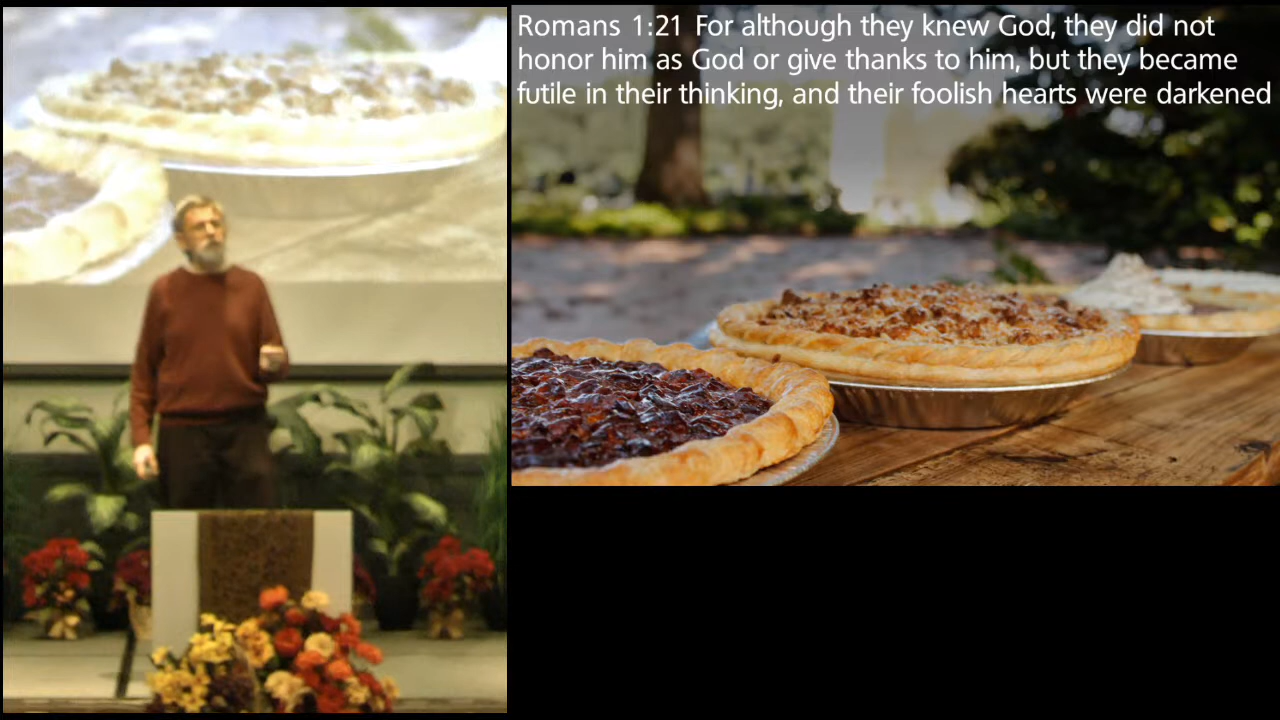 Romans 1:21 For although they knew God, they did not
honor him as God or give thanks to him, but they became
futile in their thinking, and their foolish hearts were darkened